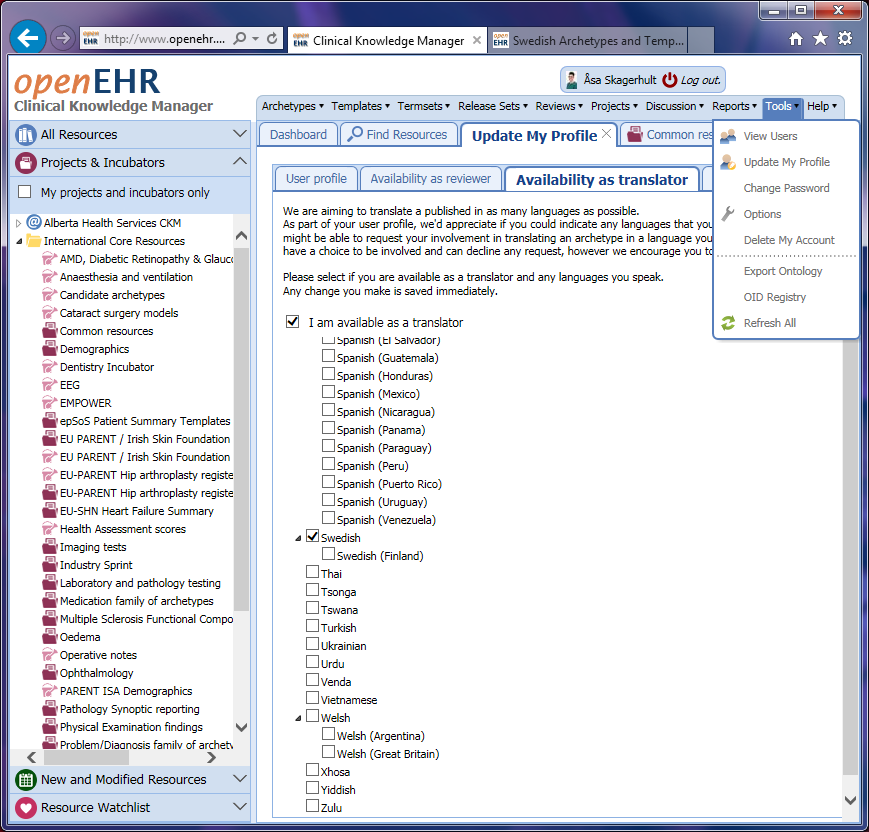 http://www.openehr....
Clinical Knowledge Manager
Swedish Archetypes and Temp...
openEHR
Clinical Knowledge Manager
Åsa Skagerhult
Log out.
Archetypes
Templates
Termsets
Release Sets
Reviews
Projects
Discussion
Reports
Tools
Help
All Resources
Projects & Incubators
My projects and incubators only
Alberta Health Services CKM
International Core Resources
AMD, Diabetic Retinopathy & Glauc
Anaesthesia and ventilation
Candidate archetypes
Cataract surgery models
Common resources
Demographics
Dentistry Incubator
EEG
EMPOWER
epSoS Patient Summary Templates
EU PARENT / Irish Skin Foundation
EU PARENT / Irish Skin Foundation
EU-PARENT Hip arthroplasty registe
EU-PARENT Hip arthroplasty registe
EU-SHN Heart Failure Summary
Health Assessment scores
Imaging tests
Industry Sprint
Laboratory and pathology testing
Medication family of archetypes
Multiple Sclerosis Functional Compo
Oedema
Operative notes
Ophthalmology
PARENT ISA Demographics
Pathology Synoptic reporting
Physical Examination findings
Problem/Diagnosis family of archety
New and Modified Resources
Resource Watchlist
Dashboard
Find Resources
Update My Profile
Common res
User profile
Availability as reviewer
Availability as translator
We are aiming to translate a published in as many languages as possible.
As part of your user profile, we'd appreciate if you could indicate any languages that you
might be able to request your involvement in translating an archetype in a language you
have a choice to be involved and can decline any request, however we encourage you to
Please select if you are available as a translator and any languages you speak.
Any change you make is saved immediately.
I am available as a translator
Spanish (El Salvador)
Spanish (Guatemala)
Spanish (Honduras)
Spanish (Mexico)
Spanish (Nicaragua)
Spanish (Panama)
Spanish (Paraguay)
Spanish (Peru)
Spanish (Puerto Rico)
Spanish (Uruguay)
Spanish (Venezuela)
Swedish
Swedish (Finland)
Thai
Tsonga
Tswana
Turkish
Ukrainian
Urdu
Venda
Vietnamese
Welsh
Welsh (Argentina)
Welsh (Great Britain)
Xhosa
Yiddish
Zulu
View Users
Update My Profile
Change Password
Options
Delete My Account
Export Ontology
OID Registry
Refresh All